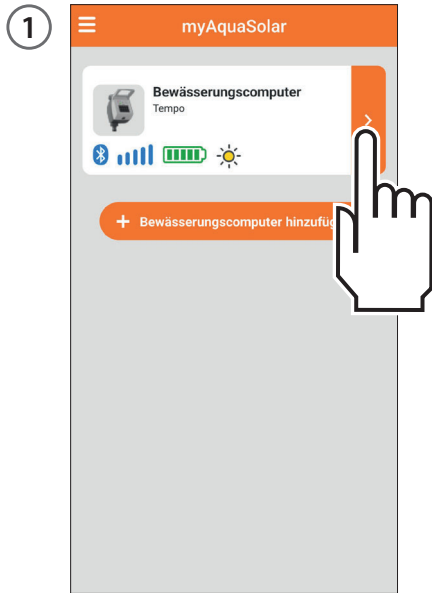 1
myAquaSolar
Bewässerungscomputer
Tempo
+ Bewässerungscomputer hinzufüg